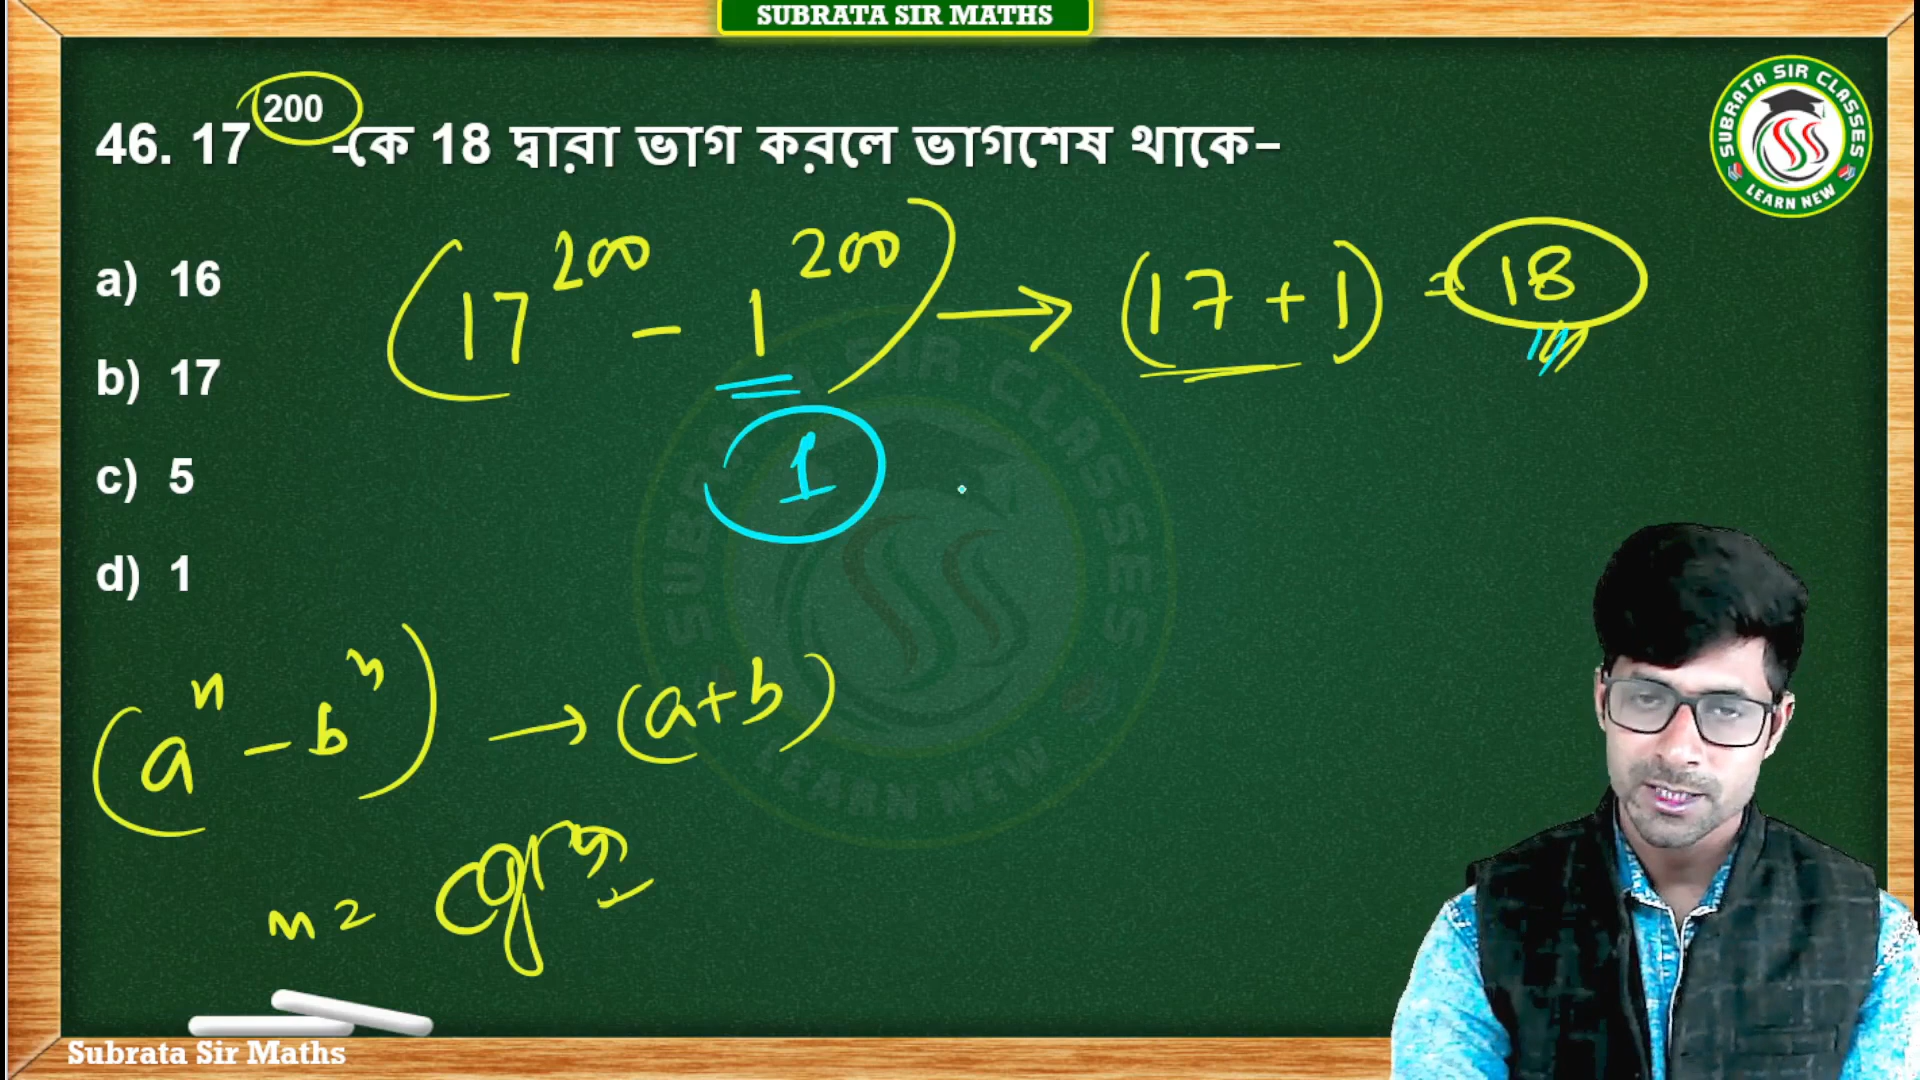 SUBRATA SIR MATHS
46. 17^200 -কে 18 দ্বারা ভাগ করলে ভাগশেষ থাকে–
SUBRATA SIR CLASSES
LEARN NEW
a) 16
b) 17
c) 5
d) 1
(17^200 - 1^200) → (17 + 1) = 18
1
(a^n - b^n) → (a+b)
n =
Subrata Sir Maths